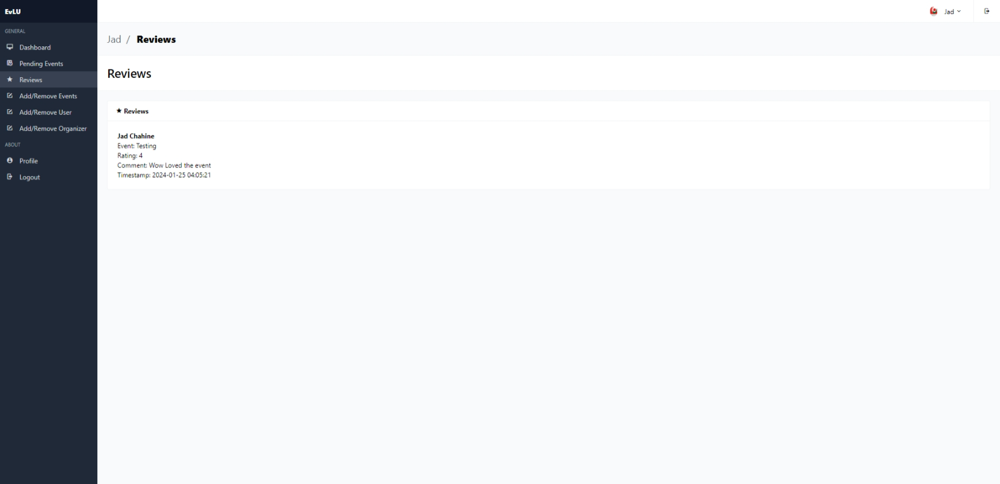 EvLU
Jad
GENERAL
Dashboard
Pending Events
Reviews
Add/Remove Events
Add/Remove User
Add/Remove Organizer
ABOUT
Profile
Logout
Jad / Reviews
Reviews
Reviews
Jad Chahine
Event: Testing
Rating: 4
Comment: Wow Loved the event
Timestamp: 2024-01-25 04:05:21